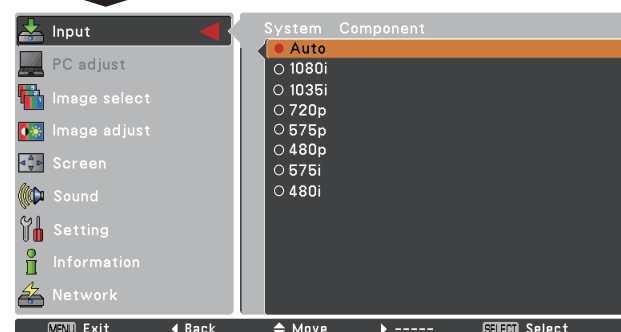 Input
PC adjust
Image select
Image adjust
Screen
Sound
Setting
Information
Network
System Component
Auto
1080i
1035i
720p
575p
480p
575i
480i
MENU Exit Back Move ----- SELECT Select